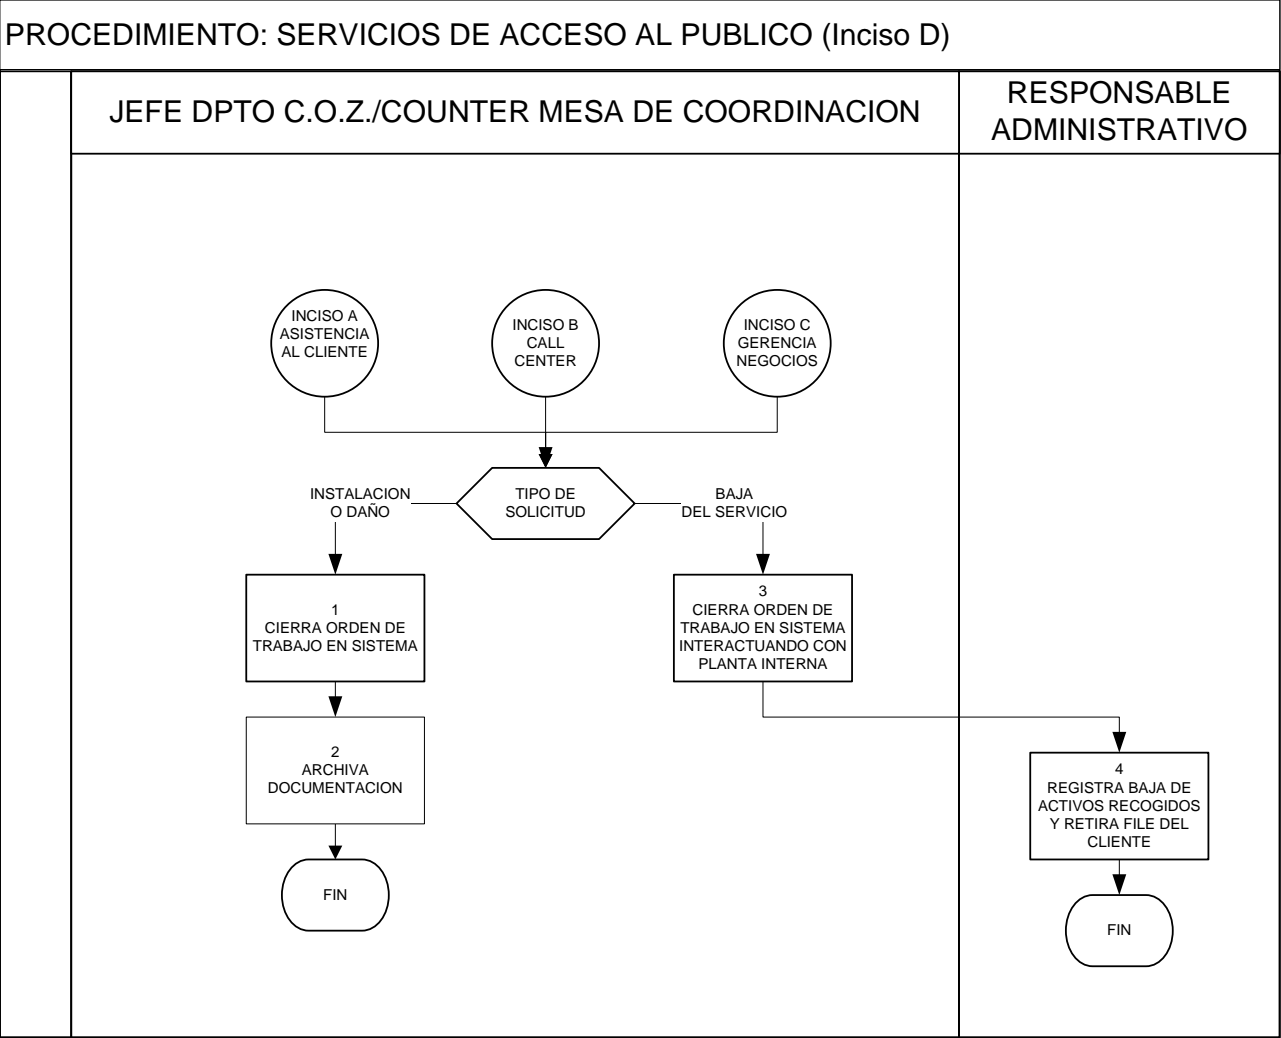 PROCEDIMIENTO: SERVICIOS DE ACCESO AL PUBLICO (Inciso D)
JEFE DPTO C.O.Z./COUNTER MESA DE COORDINACION
RESPONSABLE
ADMINISTRATIVO
INCISO A
ASISTENCIA
AL CLIENTE
INCISO B
CALL
CENTER
INCISO C
GERENCIA
NEGOCIOS
INSTALACION
O DAÑO
TIPO DE
SOLICITUD
BAJA
DEL SERVICIO
1
CIERRA ORDEN DE
TRABAJO EN SISTEMA
3
CIERRA ORDEN DE
TRABAJO EN SISTEMA
INTERACTUANDO CON
PLANTA INTERNA
2
ARCHIVA
DOCUMENTACION
4
REGISTRA BAJA DE
ACTIVOS RECOGIDOS
Y RETIRA FILE DEL
CLIENTE
FIN
FIN